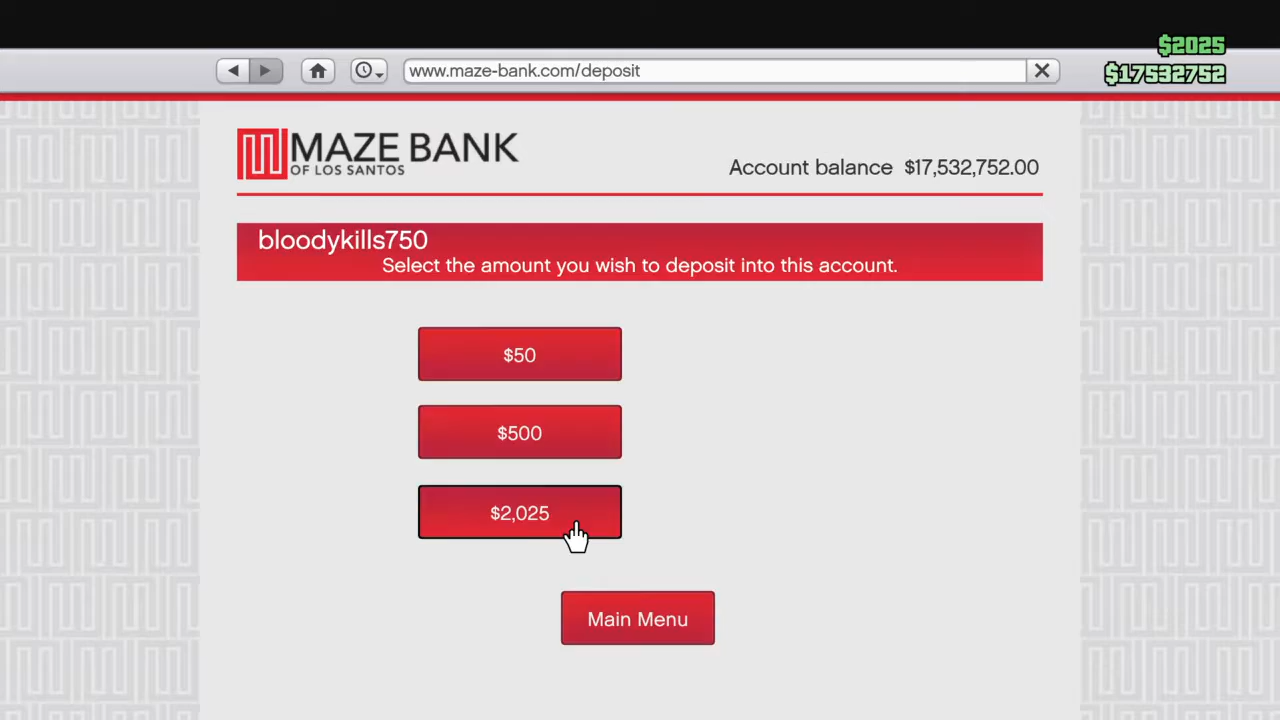 $2025
www.maze-bank.com/deposit
$17532752
MAZE BANK
OF LOS SANTOS
Account balance $17,532,752.00
bloodykills750
Select the amount you wish to deposit into this account.
$50
$500
$2,025
Main Menu